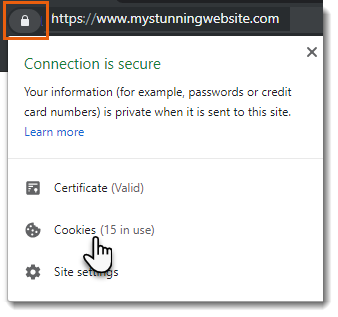 https://www.mystunningwebsite.com
Connection is secure
Your information (for example, passwords or credit
card numbers) is private when it is sent to this site.
Learn more
Certificate (Valid)
Cookies (15 in use)
Site settings